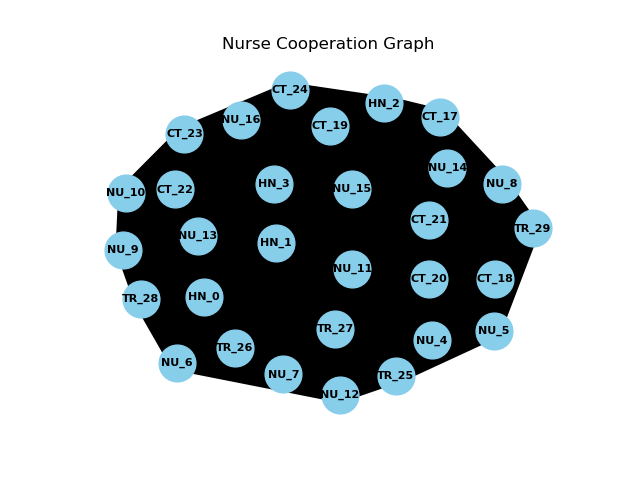 Nurse Cooperation Graph
CT_24
HN_2
CT_17
NU_16
CT_19
CT_23
NU_14
NU_8
HN_3
NU_15
CT_22
NU_10
CT_21
TR_29
NU_13
HN_1
NU_9
NU_11
CT_20
CT_18
HN_0
TR_28
TR_27
NU_5
NU_4
TR_26
NU_6
NU_7
TR_25
NU_12